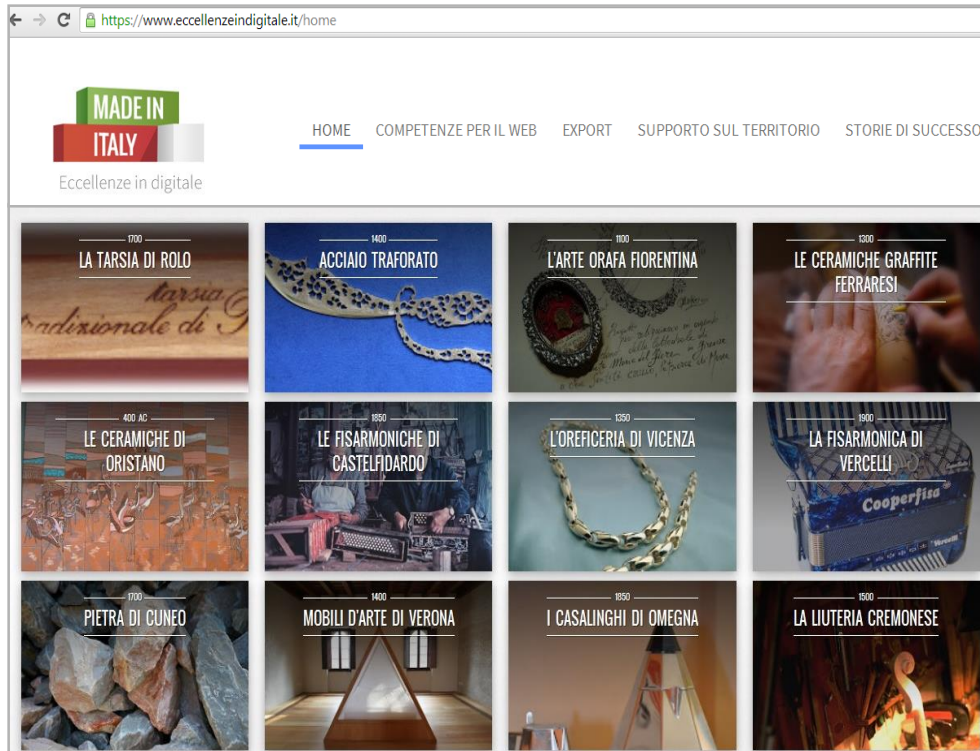 https://www.eccellenzeindigitale.it/home
MADE IN
ITALY
Eccellenze in digitale
HOME COMPETENZE PER IL WEB EXPORT SUPPORTO SUL TERRITORIO STORIE DI SUCCESSO
1700
LA TARSIA DI ROLO
tarsia
tradizionale di
1400
ACCIAIO TRAFORATO
1100
L'ARTE ORAFA FIORENTINA
1300
LE CERAMICHE GRAFFITE
FERRARESI
400 AC
LE CERAMICHE DI
ORISTANO
1850
LE FISARMONICHE DI
CASTELFIDARDO
1350
L'OREFICERIA DI VICENZA
1900
LA FISARMONICA DI
VERCELLI
Cooperfisa
Vercelli
1700
PIETRA DI CUNEO
1400
MOBILI D'ARTE DI VERONA
1850
I CASALINGHI DI OMEGNA
1500
LA LIUTERIA CREMONESE